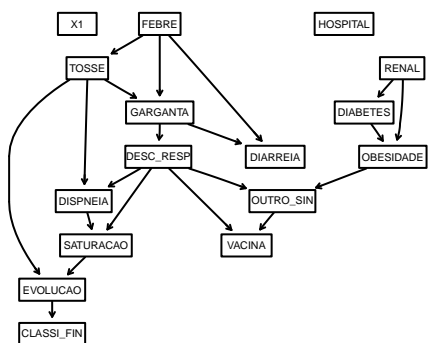 X1
FEBRE
HOSPITAL
TOSSE
RENAL
GARGANTA
DIABETES
DESC_RESP
DIARREIA
OBESIDADE
DISPNEIA
OUTRO_SIN
SATURACAO
VACINA
EVOLUCAO
CLASSI_FIN